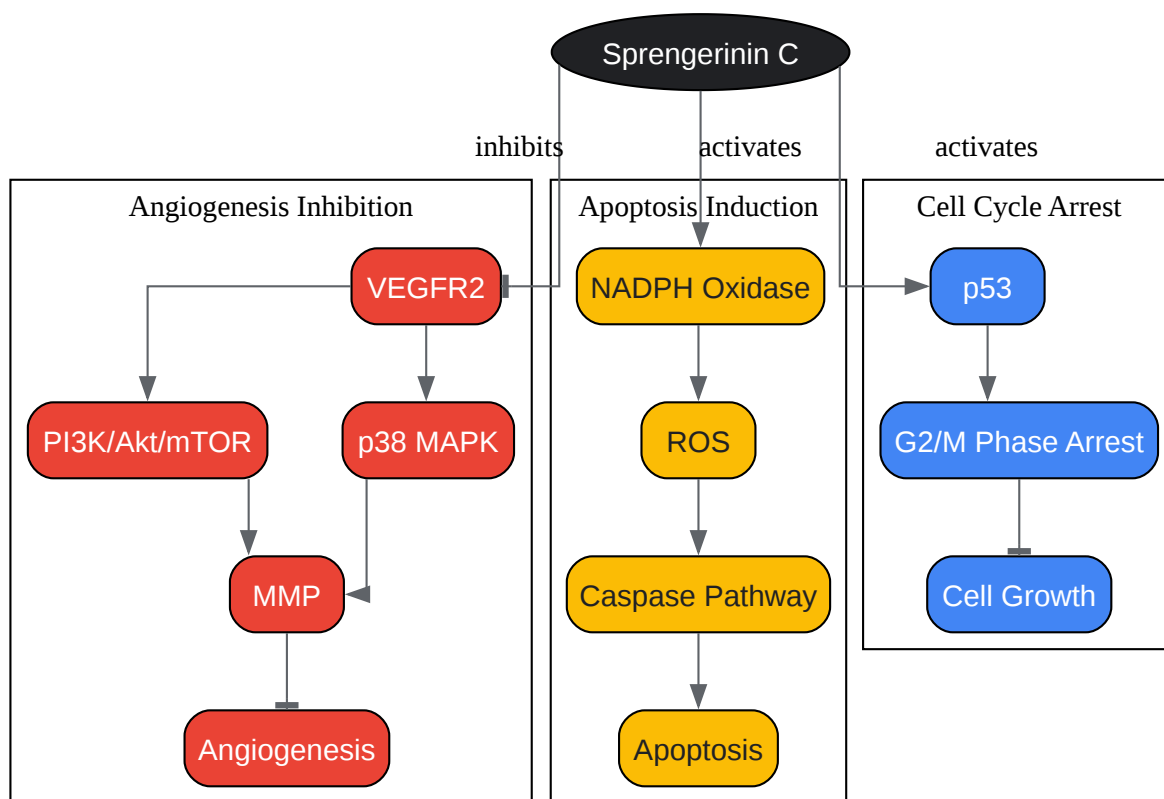 Sprengerinin C
inhibits
activates
activates
Angiogenesis Inhibition
Apoptosis Induction
Cell Cycle Arrest
VEGFR2
NADPH Oxidase
p53
PI3K/Akt/mTOR
p38 MAPK
ROS
G2/M Phase Arrest
MMP
Caspase Pathway
Cell Growth
Angiogenesis
Apoptosis